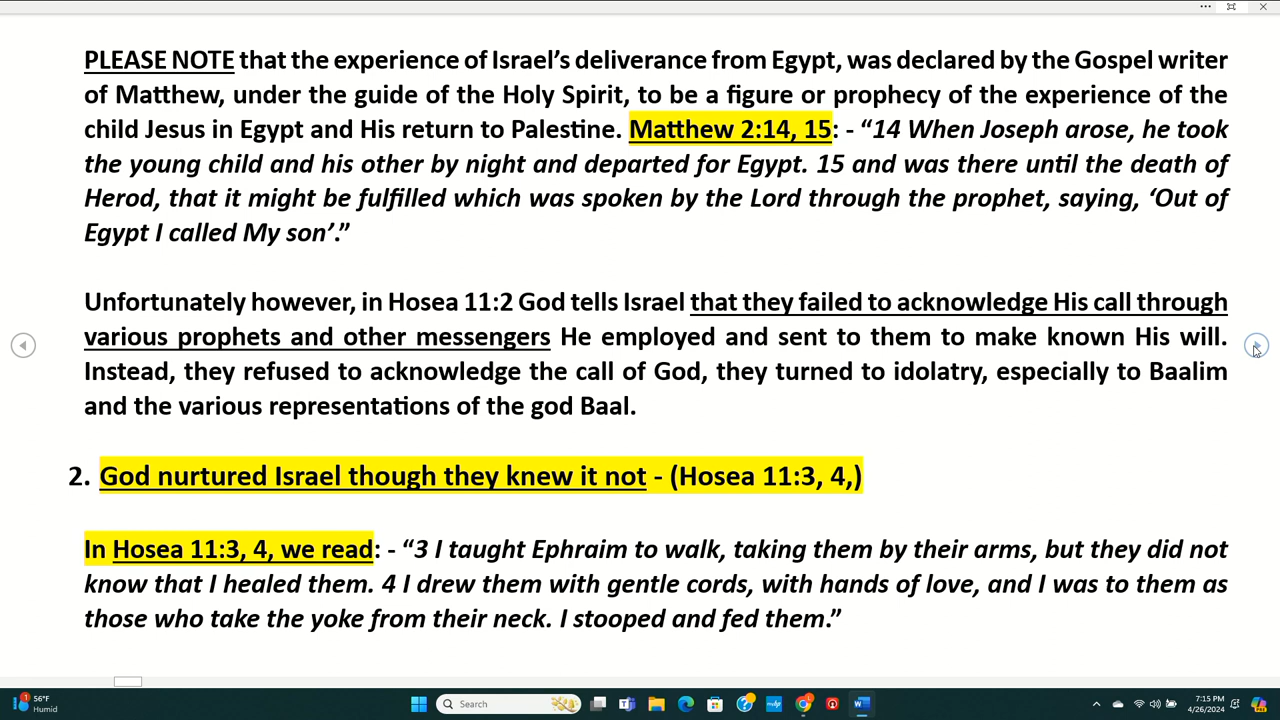 PLEASE NOTE that the experience of Israel’s deliverance from Egypt, was declared by the Gospel writer
of Matthew, under the guide of the Holy Spirit, to be a figure or prophecy of the experience of the
child Jesus in Egypt and His return to Palestine. Matthew 2:14, 15: - “14 When Joseph arose, he took
the young child and his other by night and departed for Egypt. 15 and was there until the death of
Herod, that it might be fulfilled which was spoken by the Lord through the prophet, saying, ‘Out of
Egypt I called My son’.”
Unfortunately however, in Hosea 11:2 God tells Israel that they failed to acknowledge His call through
various prophets and other messengers He employed and sent to them to make known His will.
Instead, they refused to acknowledge the call of God, they turned to idolatry, especially to Baalim
and the various representations of the god Baal.
2. God nurtured Israel though they knew it not - (Hosea 11:3, 4,)
In Hosea 11:3, 4, we read: - “3 I taught Ephraim to walk, taking them by their arms, but they did not
know that I healed them. 4 I drew them with gentle cords, with hands of love, and I was to them as
those who take the yoke from their neck. I stooped and fed them.”
1
56°F
Humid
Search
7:15 PM
4/26/2024